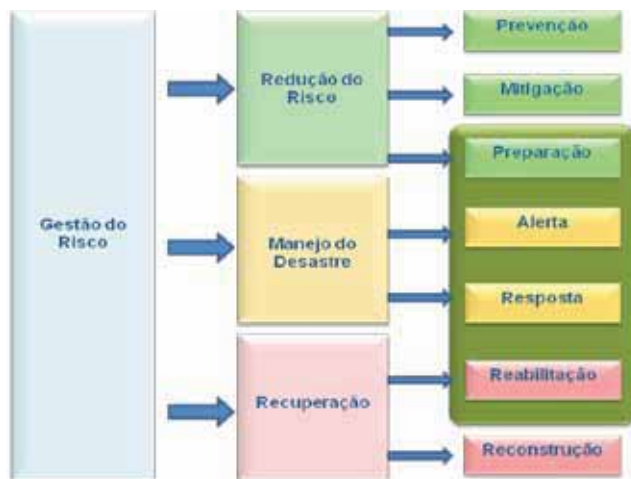 Gestão do
Risco
Redução do
Risco
Manejo do
Desastre
Recuperação
Prevenção
Mitigação
Preparação
Alerta
Resposta
Reabilitação
Reconstrução